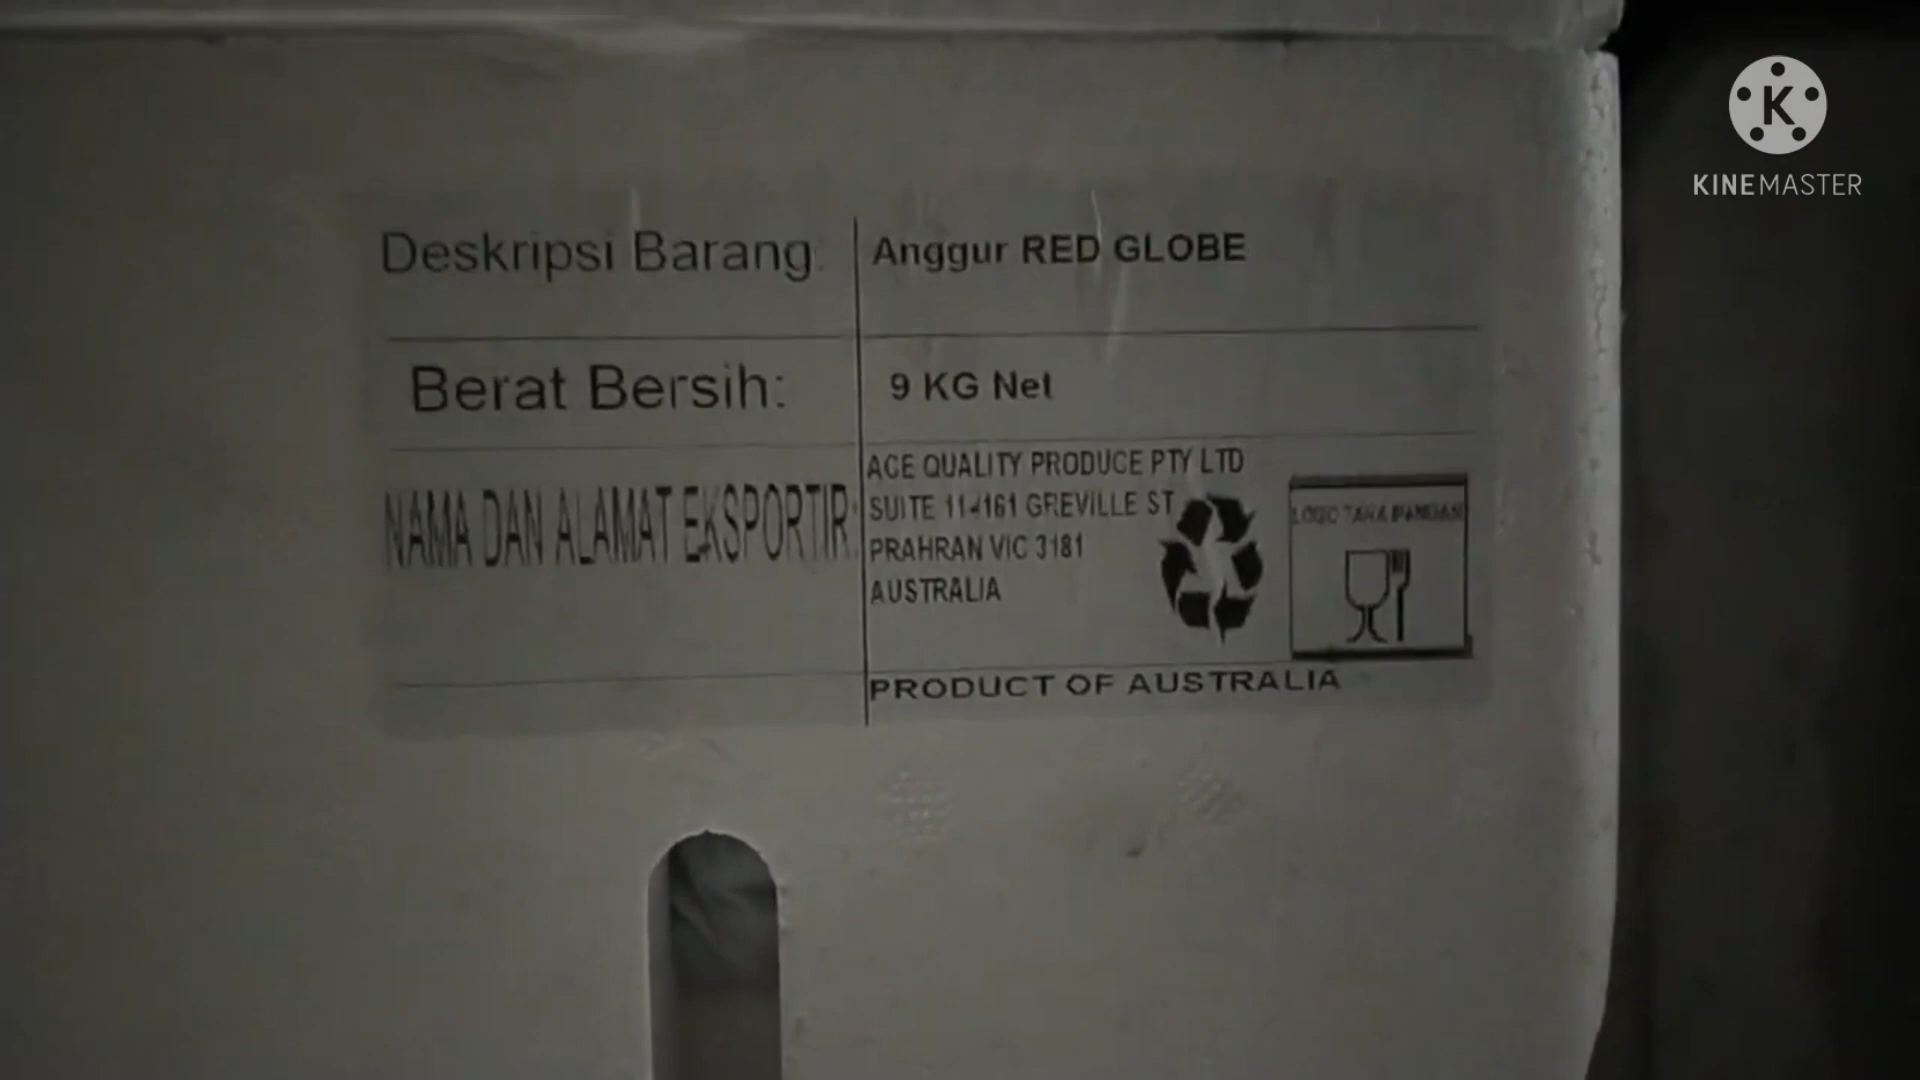 KINEMASTER
Deskripsi Barang: Anggur RED GLOBE
Berat Bersih: 9 KG Net
NAMA DAN ALAMAT EKSPORTIR:
ACE QUALITY PRODUCE PTY LTD
SUITE 11-/161 GREVILLE ST
PRAHRAN VIC 3181
AUSTRALIA
PRODUCT OF AUSTRALIA